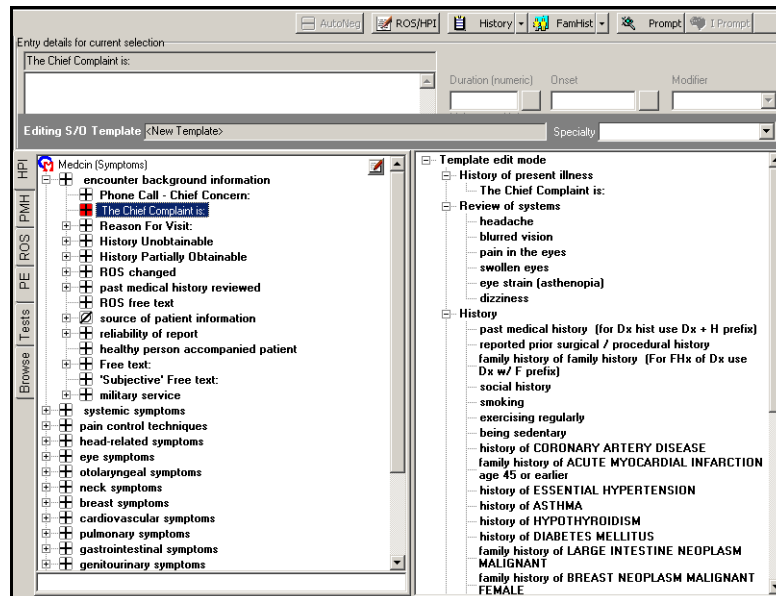 AutoNeg ROS/HPI History FamHist Prompt I Prompt
Entry details for current selection
The Chief Complaint is:
Duration (numeric) Onset Modifier
Editing S/O Template <New Template> Specialty
HPI
PMH
ROS
PE
Tests
Browse
Medcin (Symptoms)
encounter background information
Phone Call - Chief Concern:
The Chief Complaint is:
Reason For Visit:
History Unobtainable
History Partially Obtainable
ROS changed
past medical history reviewed
ROS free text
source of patient information
reliability of report
healthy person accompanied patient
Free text:
'Subjective' Free text:
military service
systemic symptoms
pain control techniques
head-related symptoms
eye symptoms
otolaryngeal symptoms
neck symptoms
breast symptoms
cardiovascular symptoms
pulmonary symptoms
gastrointestinal symptoms
genitourinary symptoms
Template edit mode
History of present illness
The Chief Complaint is:
Review of systems
headache
blurred vision
pain in the eyes
swollen eyes
eye strain (asthenopia)
dizziness
History
past medical history (for Dx hist use Dx + H prefix)
reported prior surgical / procedural history
family history of family history (For FHx of Dx use
Dx w/ F prefix)
social history
smoking
exercising regularly
being sedentary
history of CORONARY ARTERY DISEASE
family history of ACUTE MYOCARDIAL INFARCTION
age 45 or earlier
history of ESSENTIAL HYPERTENSION
history of ASTHMA
history of HYPOTHYROIDISM
history of DIABETES MELLITUS
family history of LARGE INTESTINE NEOPLASM
MALIGNANT
family history of BREAST NEOPLASM MALIGNANT
FEMALE